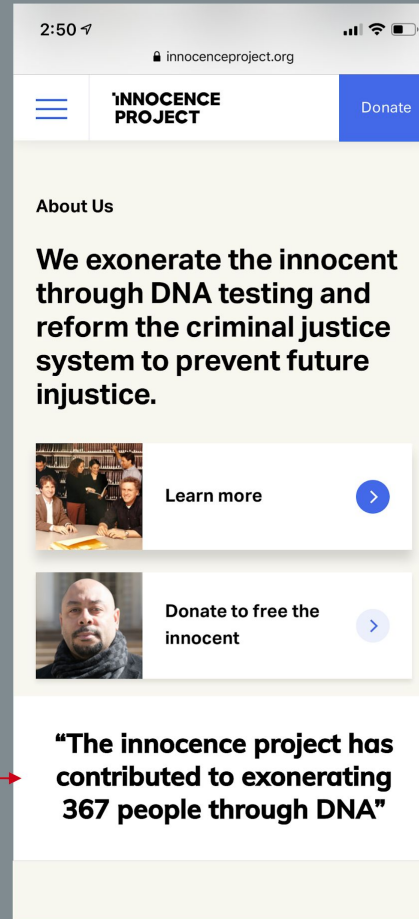 2:50
innocenceproject.org
INNOCENCE
PROJECT
Donate
About Us
We exonerate the innocent
through DNA testing and
reform the criminal justice
system to prevent future
injustice.
Learn more
Donate to free the
innocent
“The innocence project has
contributed to exonerating
367 people through DNA”